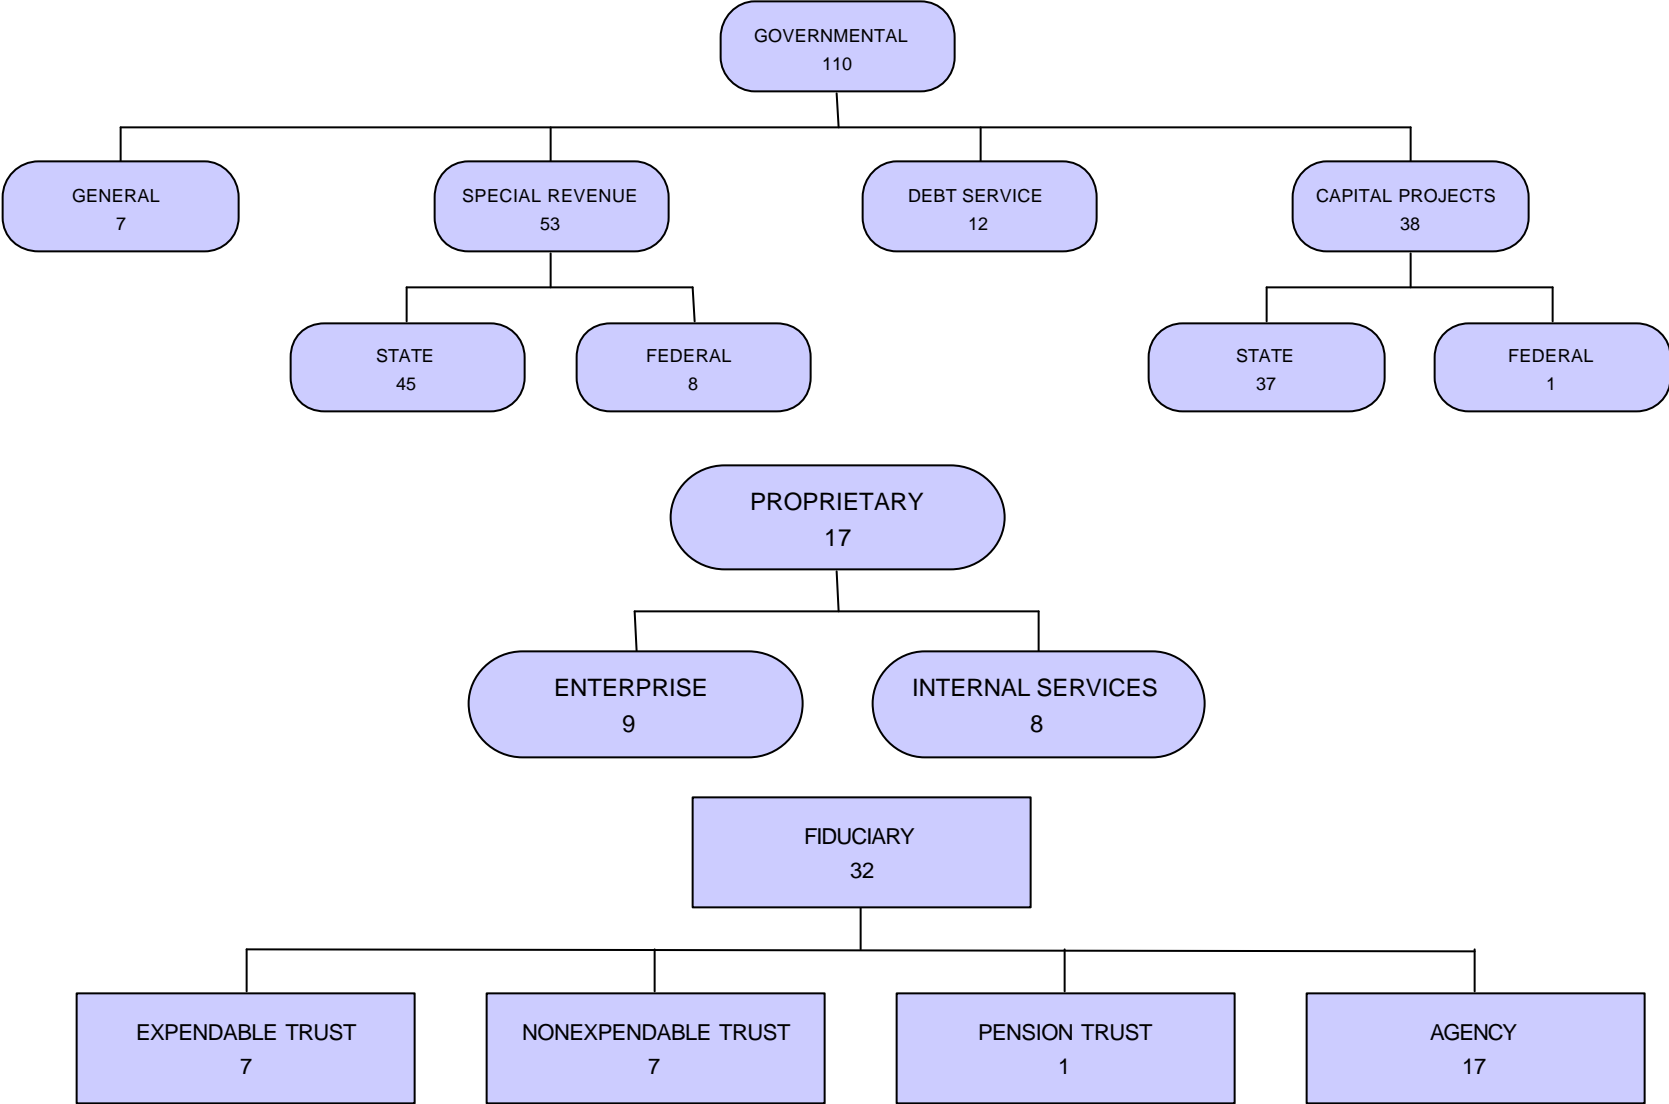 GOVERNMENTAL
110
GENERAL
7
SPECIAL REVENUE
53
DEBT SERVICE
12
CAPITAL PROJECTS
38
STATE
45
FEDERAL
8
STATE
37
FEDERAL
1
PROPRIETARY
17
ENTERPRISE
9
INTERNAL SERVICES
8
FIDUCIARY
32
EXPENDABLE TRUST
7
NONEXPENDABLE TRUST
7
PENSION TRUST
1
AGENCY
17